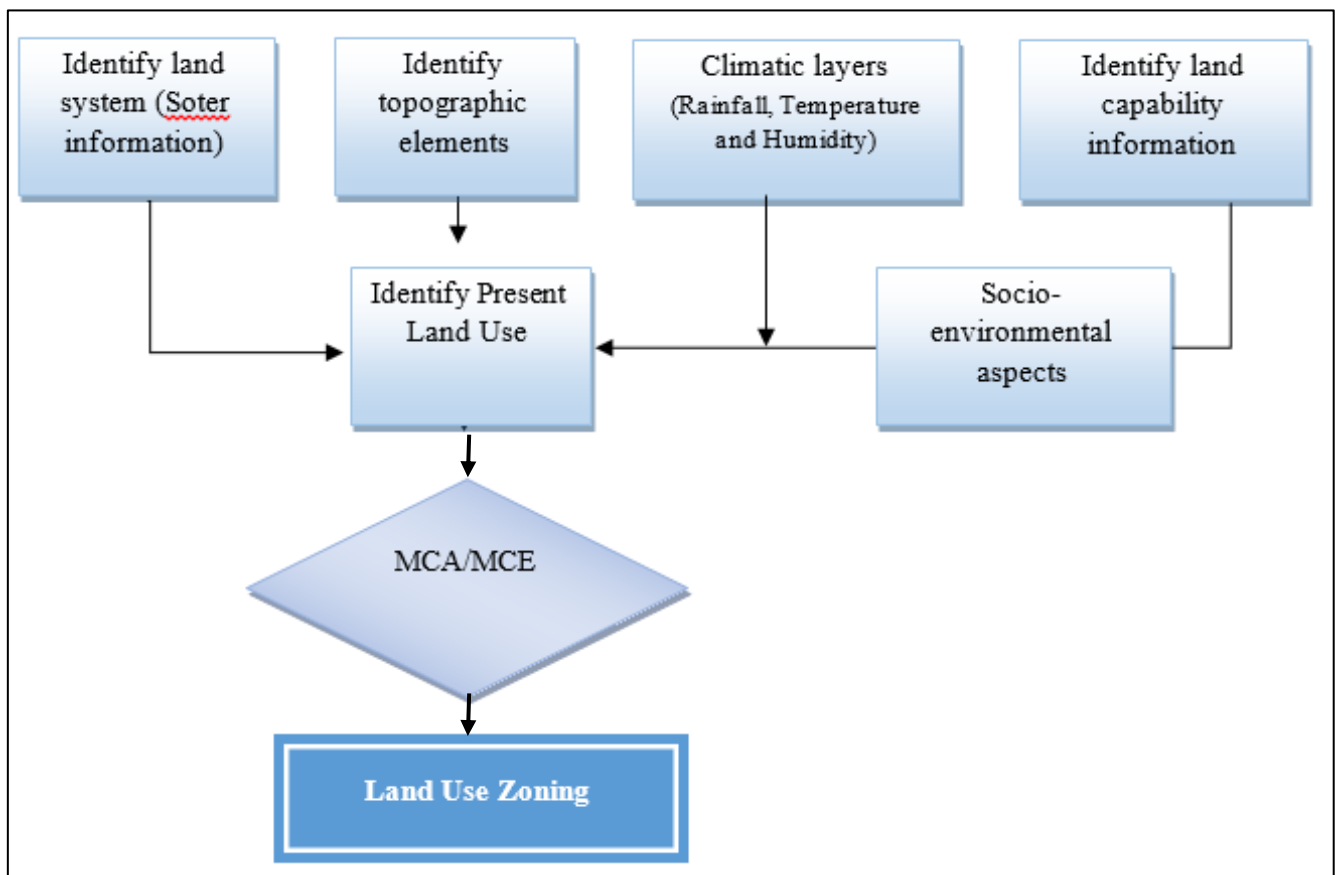 Identify land
system (Soter
information)
Identify
topographic
elements
Climatic layers
(Rainfall, Temperature
and Humidity)
Identify land
capability
information
Identify Present
Land Use
Socio-
environmental
aspects
MCA/MCE
Land Use Zoning